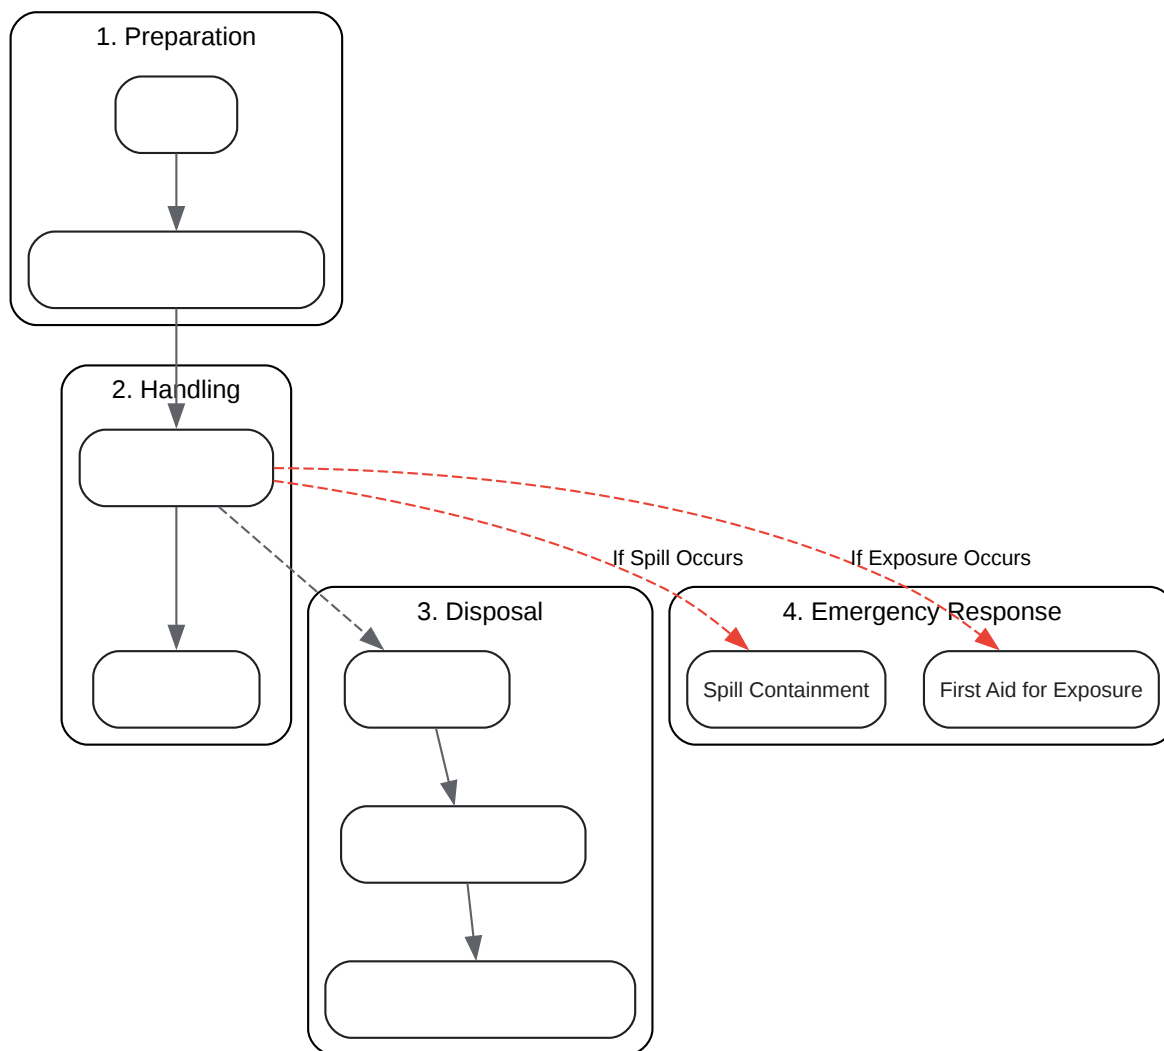 1. Preparation
2. Handling
If Spill Occurs
If Exposure Occurs
3. Disposal
4. Emergency Response
Spill Containment
First Aid for Exposure